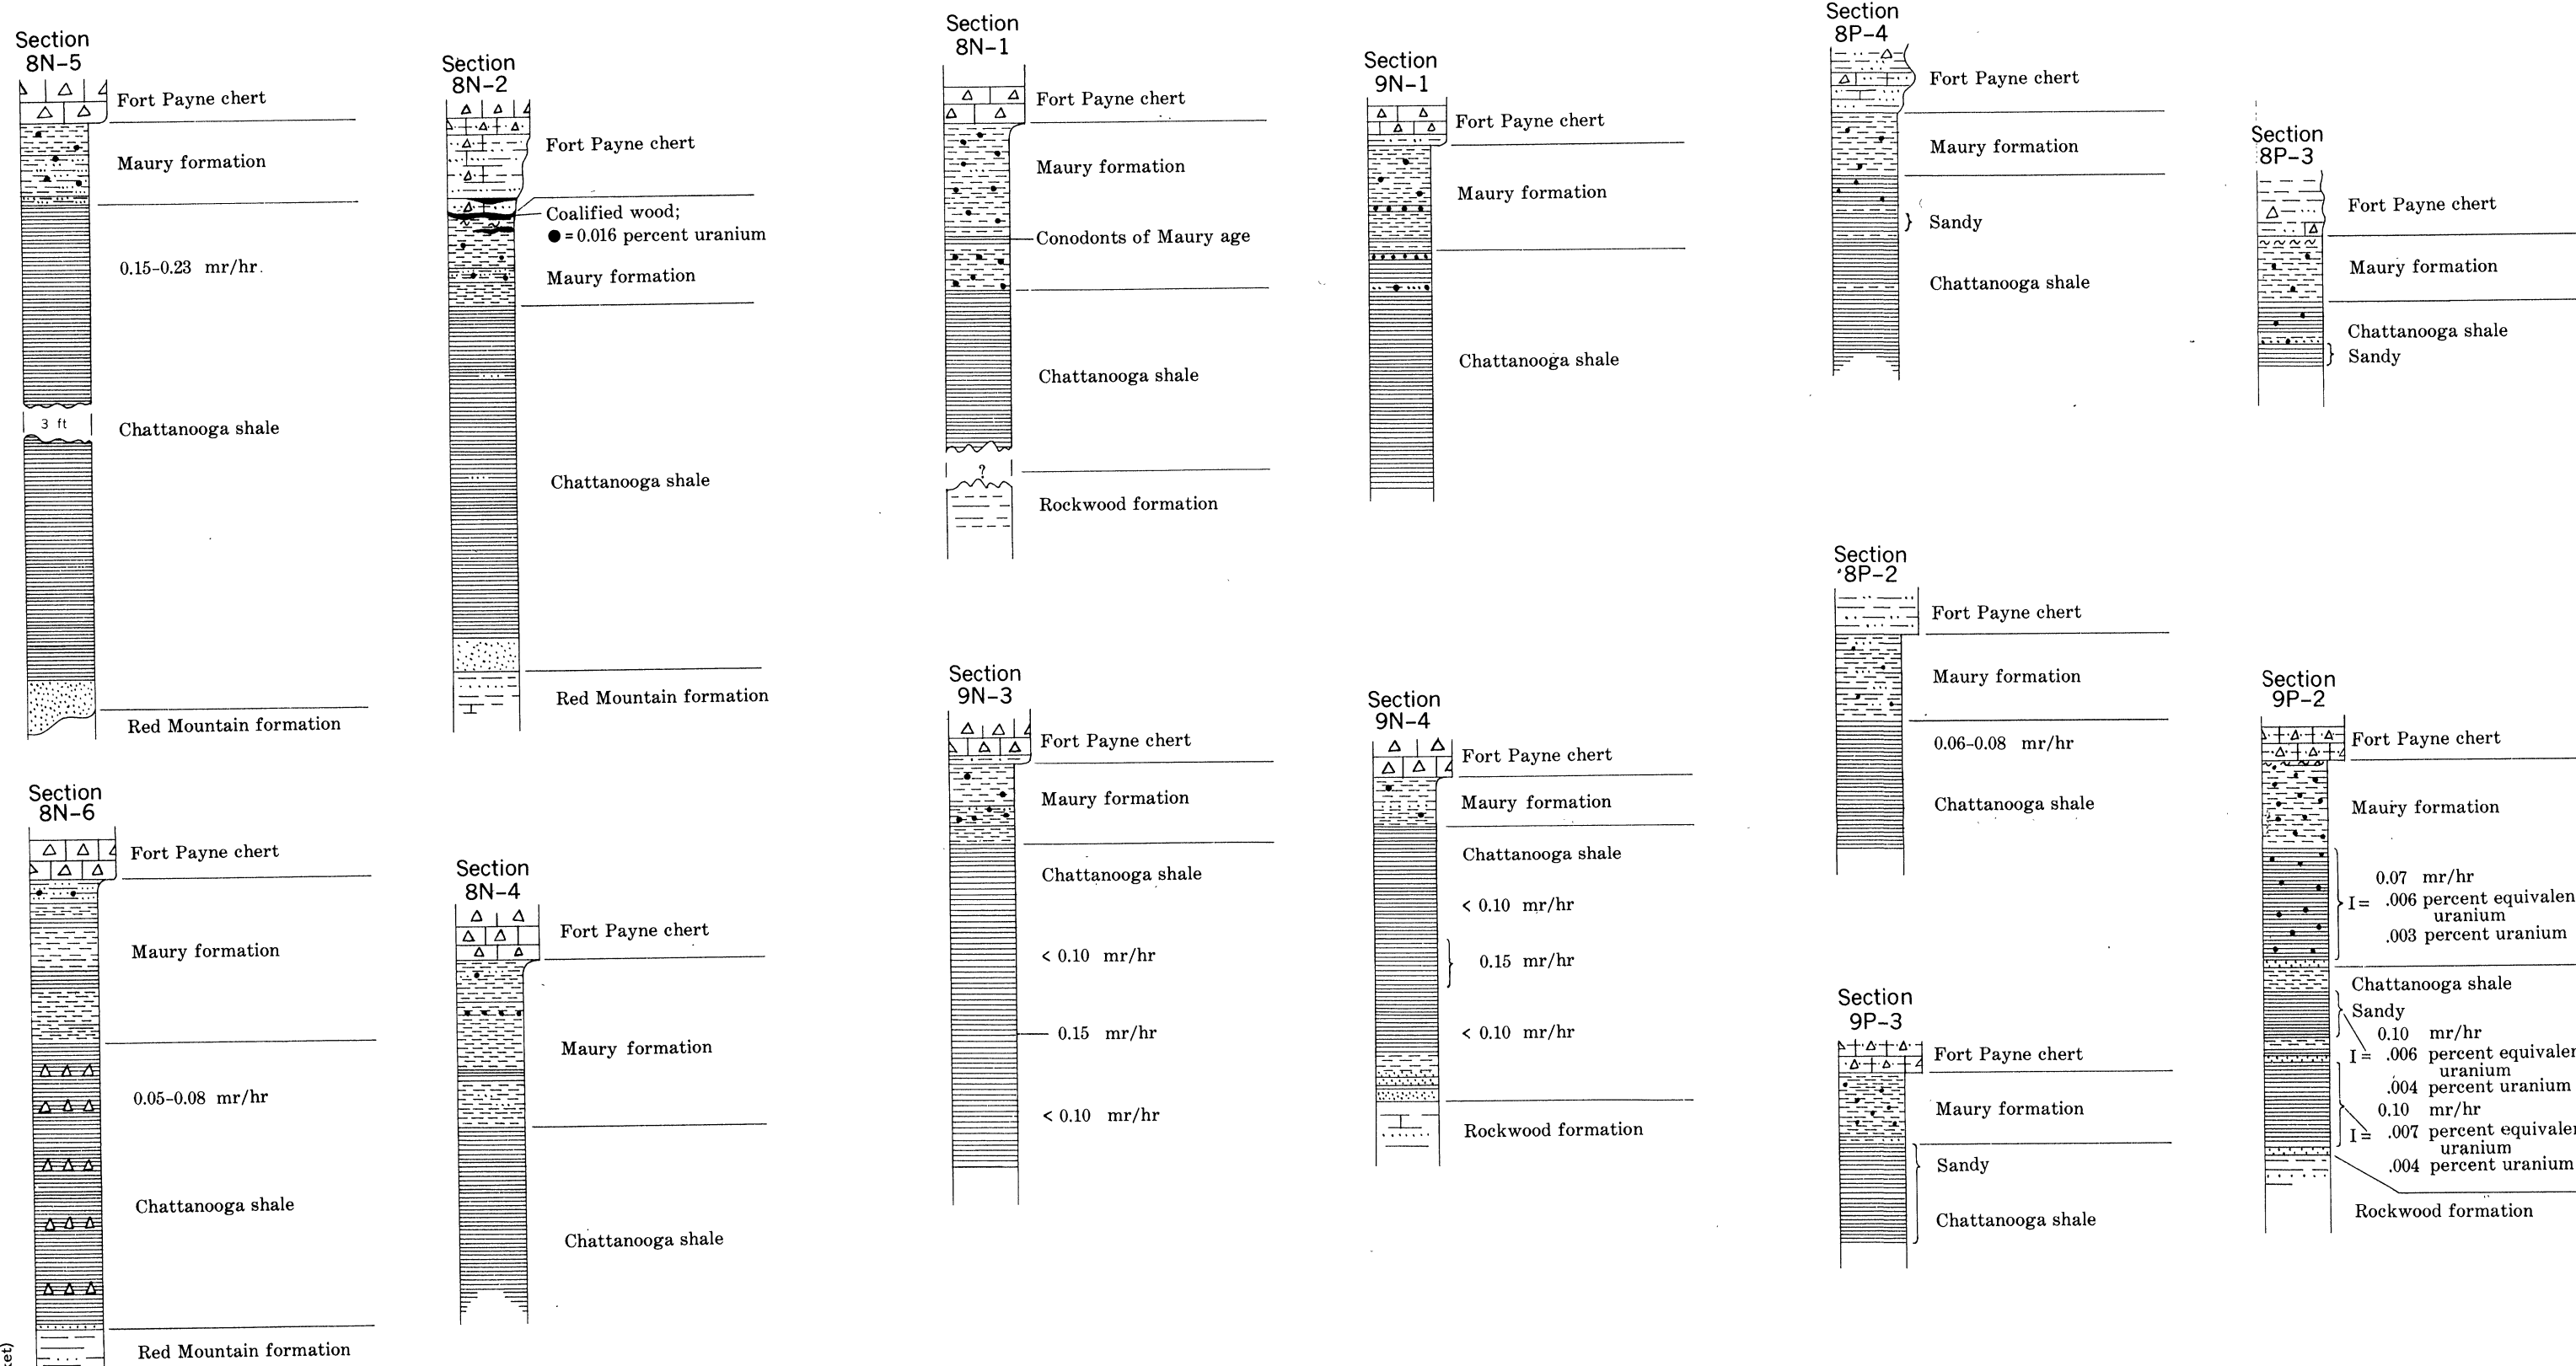 Section
8N–5
Fort Payne chert
Maury formation
0.15–0.23 mr/hr.
3 ft
Chattanooga shale
Red Mountain formation
Section
8N–6
Fort Payne chert
Maury formation
0.05–0.08 mr/hr
Chattanooga shale
Red Mountain formation
Section
8N–2
Fort Payne chert
Coalified wood;
●=0.016 percent uranium
Maury formation
Chattanooga shale
Red Mountain formation
Section
8N–4
Fort Payne chert
Maury formation
Chattanooga shale
Section
8N–1
Fort Payne chert
Maury formation
Conodonts of Maury age
Chattanooga shale
?
Rockwood formation
Section
9N–3
Fort Payne chert
Maury formation
Chattanooga shale
< 0.10 mr/hr
0.15 mr/hr
< 0.10 mr/hr
Section
9N–1
Fort Payne chert
Maury formation
Chattanooga shale
Section
9N–4
Fort Payne chert
Maury formation
Chattanooga shale
< 0.10 mr/hr
0.15 mr/hr
< 0.10 mr/hr
Rockwood formation
Section
8P–4
Fort Payne chert
Maury formation
Sandy
Chattanooga shale
Section
8P–2
Fort Payne chert
Maury formation
0.06–0.08 mr/hr
Chattanooga shale
Section
9P–3
Fort Payne chert
Maury formation
Sandy
Chattanooga shale
Section
8P–3
Fort Payne chert
Maury formation
Chattanooga shale
Sandy
Section
9P–2
Fort Payne chert
Maury formation
0.07 mr/hr
I= .006 percent equivalen
uranium
.003 percent uranium
Chattanooga shale
Sandy
0.10 mr/hr
I= .006 percent equivaler
uranium
.004 percent uranium
0.10 mr/hr
I= .007 percent equivaler
uranium
.004 percent uranium
Rockwood formation
ket)